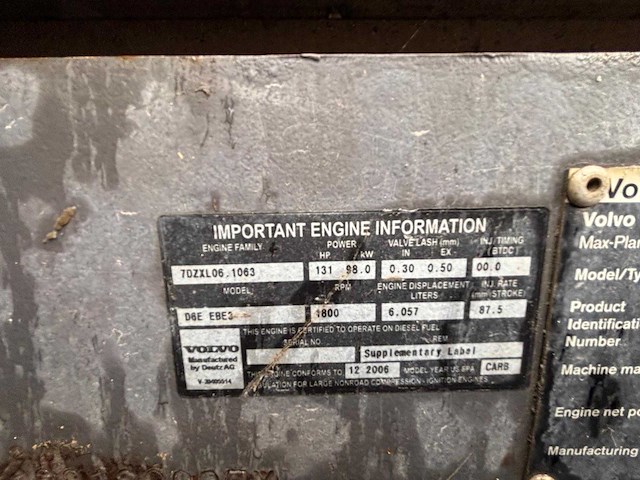 IMPORTANT ENGINE INFORMATION
ENGINE FAMILY POWER VALVE LASH (mm) INJ. TIMING
HP kW IN EX (BTDC)
7DZXL06.1063 131 98.0 0.30 0.50 00.0
MODEL RPM ENGINE DISPLACEMENT INJ. RATE
LITERS (mm STROKE)
D6E EBE3 1800 6.057 87.5
THIS ENGINE IS CERTIFIED TO OPERATE ON DIESEL FUEL
SERIAL NO REM.
VOLVO
Manufactured
by Deutz AG
Supplementary Label
THIS ENGINE CONFORMS TO 12 2006 MODEL YEAR US EPA CARB
REGULATION FOR LARGE NONROAD COMPRESSION - IGNITION ENGINES.
Vo
Volvo
Max-Plan
Model/Ty
Product
Identificati
Number
Machine ma
Engine net po
Manufacturing